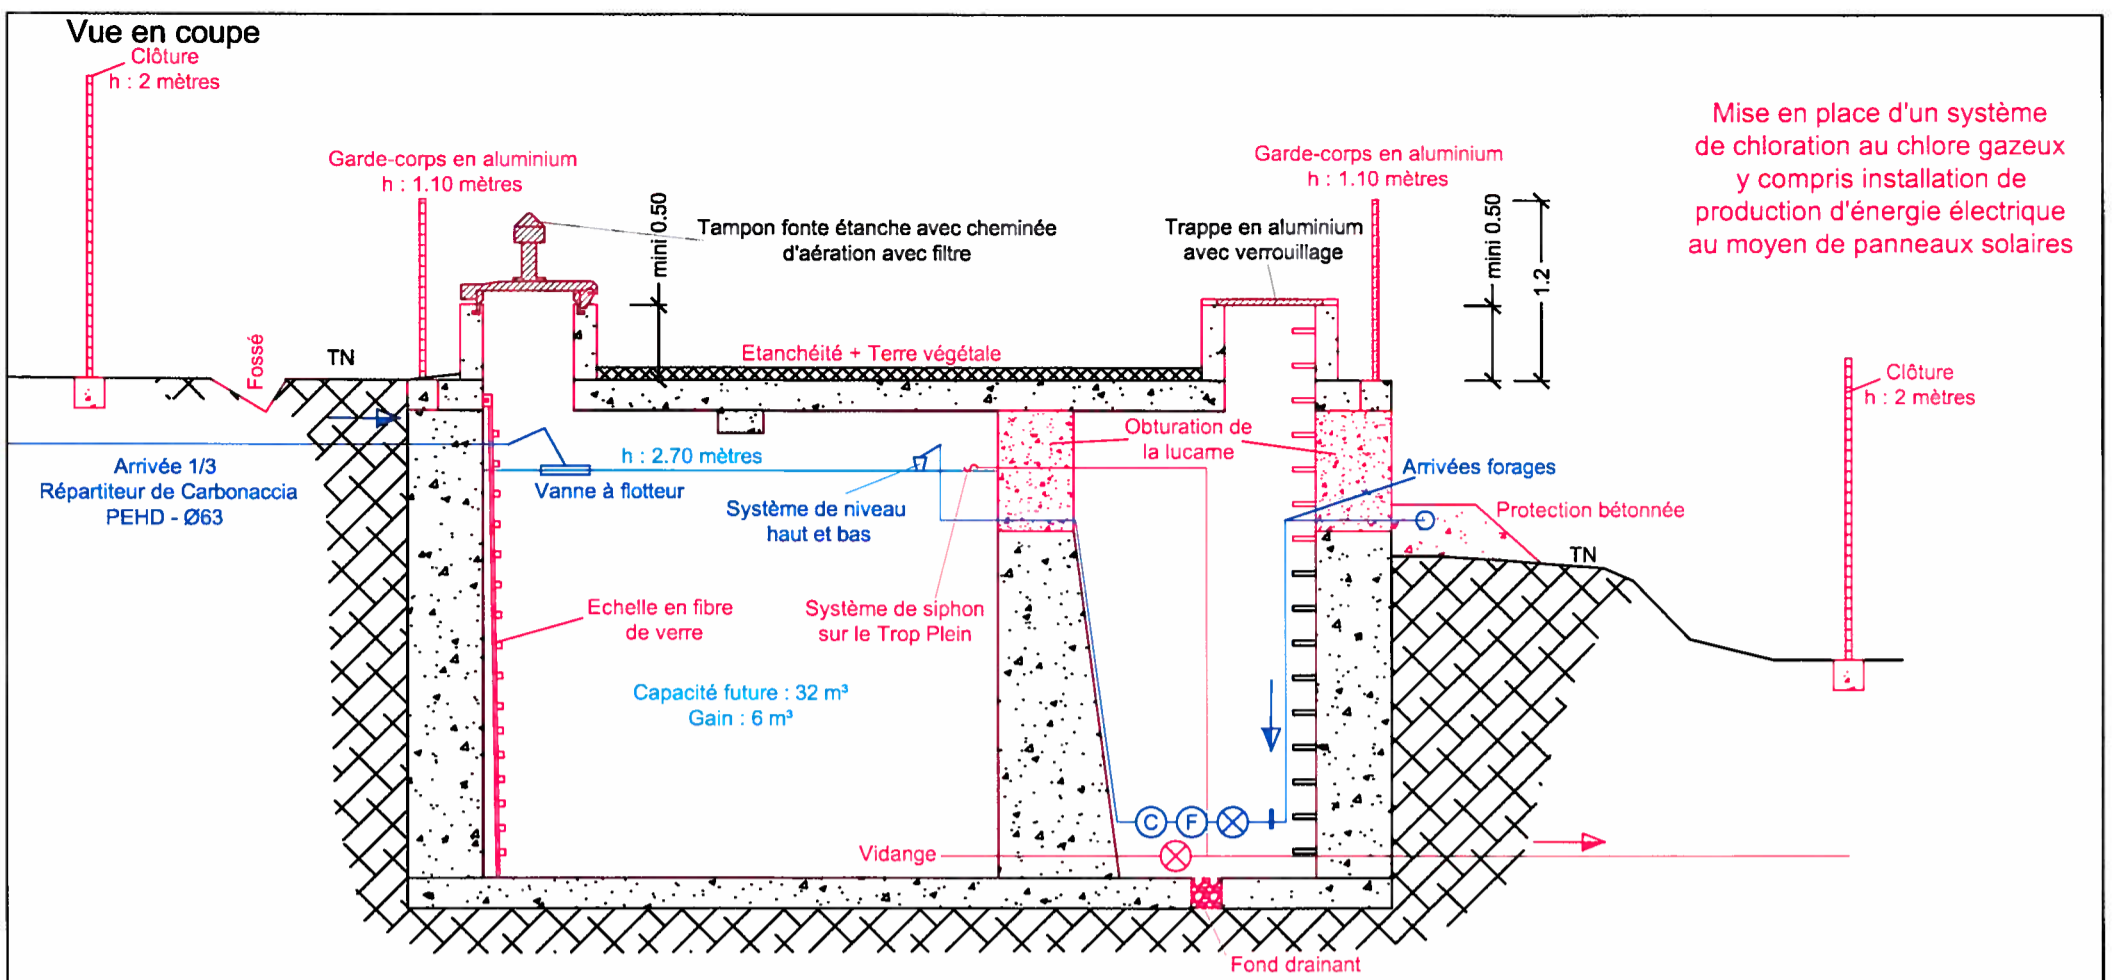 Vue en coupe
Clôture
h : 2 mètres
Garde-corps en aluminium
h : 1.10 mètres
Tampon fonte étanche avec cheminée
d'aération avec filtre
mini 0.50
Trappe en aluminium
avec verrouillage
Garde-corps en aluminium
h : 1.10 mètres
mini 0.50
1.2
Mise en place d'un système
de chloration au chlore gazeux
y compris installation de
production d'énergie électrique
au moyen de panneaux solaires
Fossé
TN
Etanchéité + Terre végétale
Clôture
h : 2 mètres
Arrivée 1/3
Répartiteur de Carbonaccia
PEHD - Ø63
h : 2.70 mètres
Vanne à flotteur
Système de niveau
haut et bas
Obturation de
la lucarne
Arrivées forages
Protection bétonnée
TN
Echelle en fibre
de verre
Système de siphon
sur le Trop Plein
Capacité future : 32 m³
Gain : 6 m³
C
F
Vidange
Fond drainant